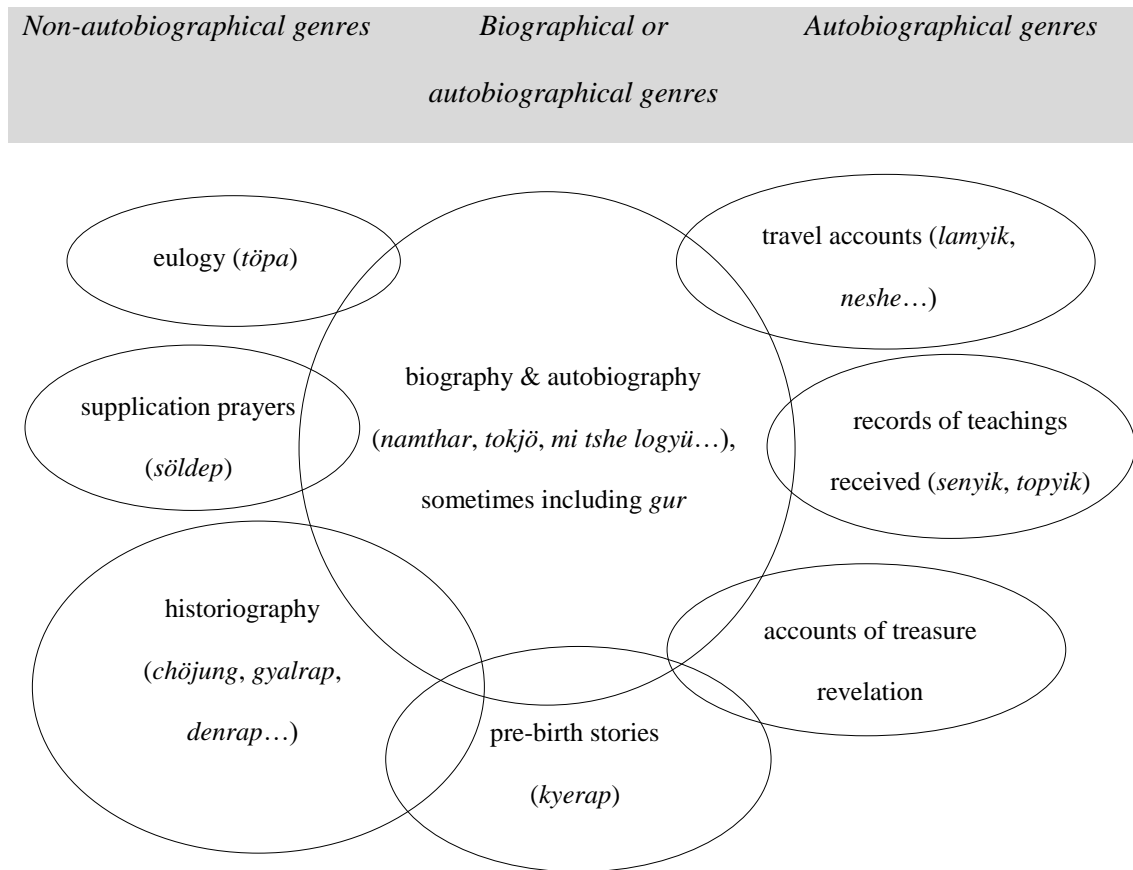 Non-autobiographical genres
Biographical or
autobiographical genres
Autobiographical genres
eulogy (töpa)
travel accounts (lamyik,
neshe…)
biography & autobiography
(namthar, tokjö, mi tshe logyü…),
sometimes including gur
supplication prayers
(söldep)
records of teachings
received (senyik, topyik)
historiography
(chöjung, gyalrap,
denrap…)
accounts of treasure
revelation
pre-birth stories
(kyerap)